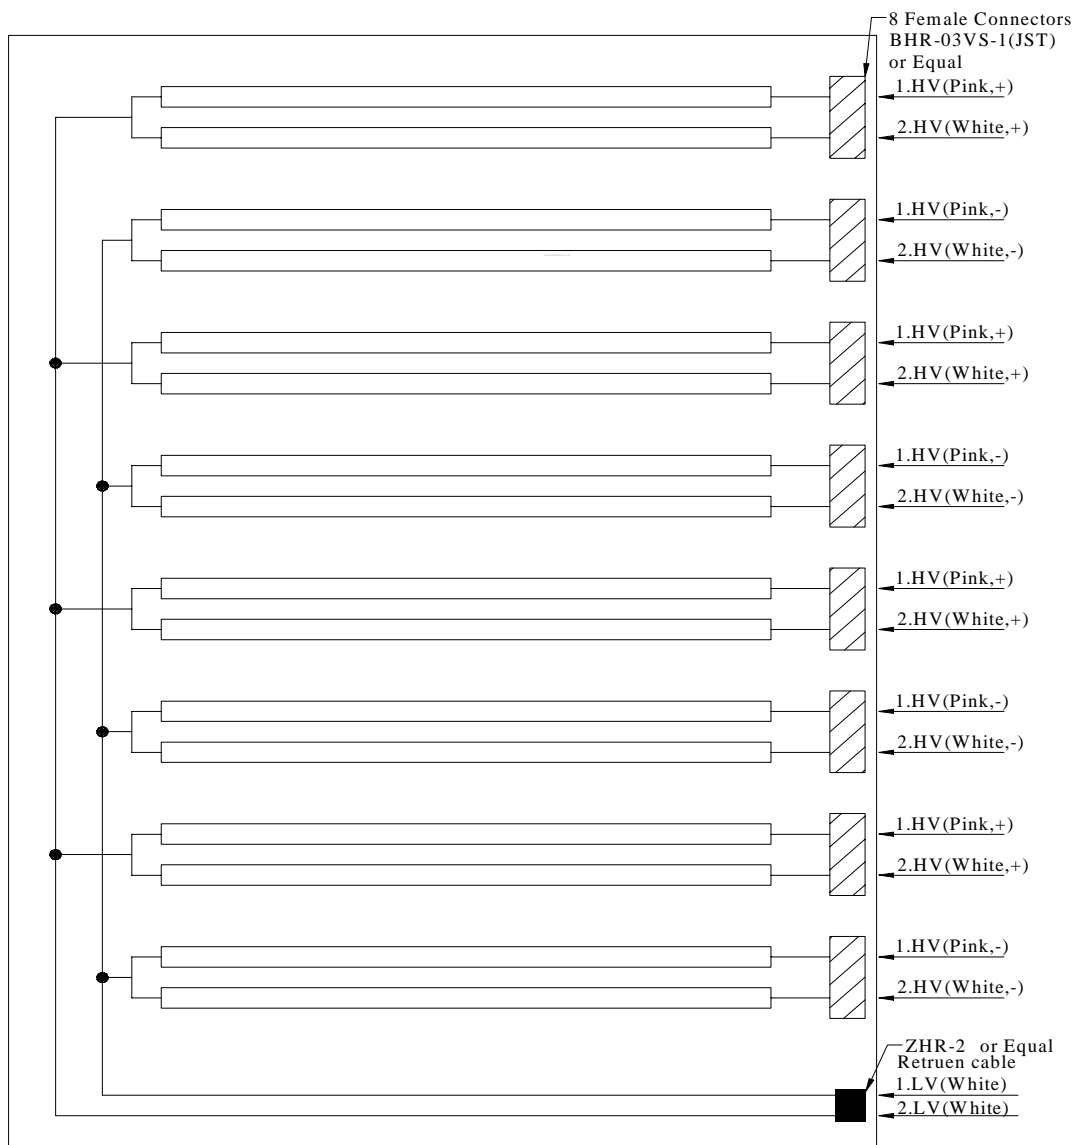 8 Female Connectors
BHR-03VS-1(JST)
or Equal
1.HV(Pink,+)
2.HV(White,+)
1.HV(Pink,-)
2.HV(White,-)
1.HV(Pink,+)
2.HV(White,+)
1.HV(Pink,-)
2.HV(White,-)
1.HV(Pink,+)
2.HV(White,+)
1.HV(Pink,-)
2.HV(White,-)
1.HV(Pink,+)
2.HV(White,+)
1.HV(Pink,-)
2.HV(White,-)
ZHR-2 or Equal
Retruen cable
1.LV(White)
2.LV(White)